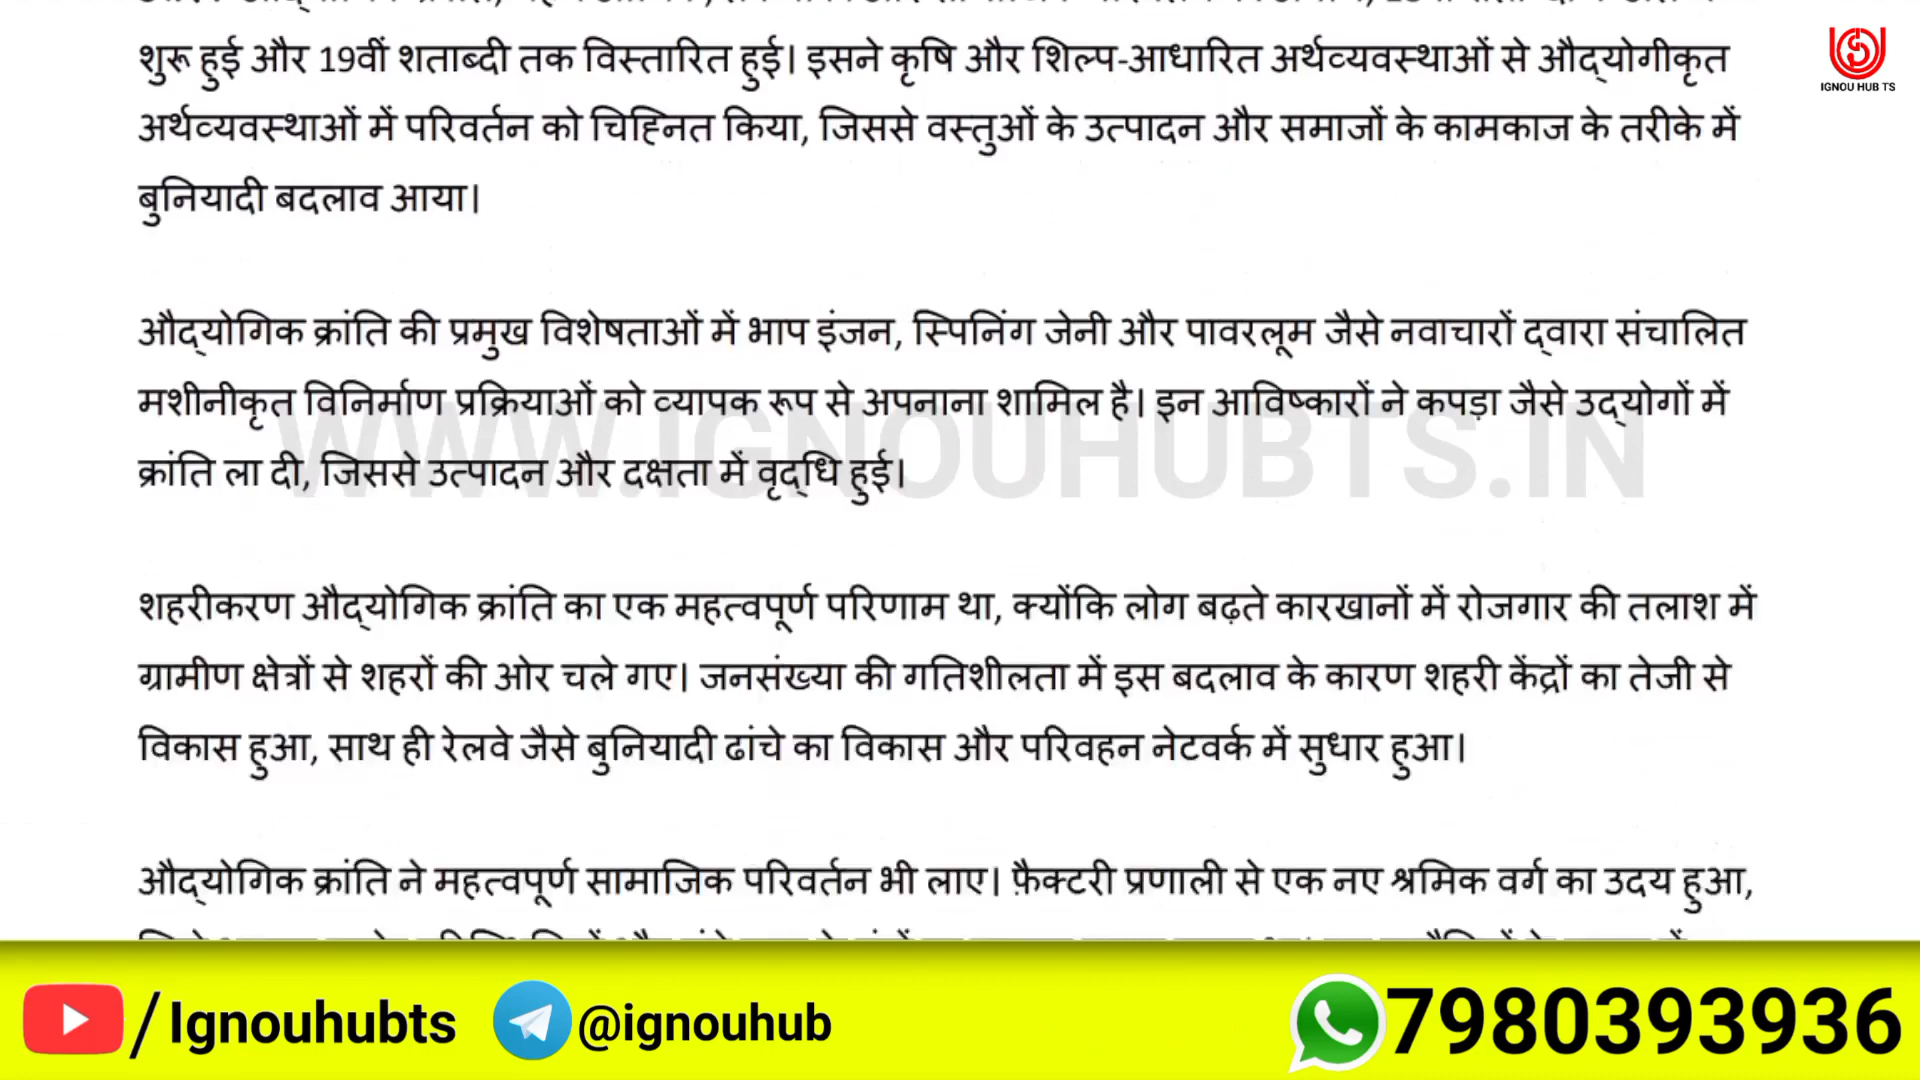 शुरू हुई और 19वीं शताब्दी तक विस्तारित हुई। इसने कृषि और शिल्प-आधारित अर्थव्यवस्थाओं से औद्योगीकृत
IGNOU HUB TS
अर्थव्यवस्थाओं में परिवर्तन को चिह्नित किया, जिससे वस्तुओं के उत्पादन और समाजों के कामकाज के तरीके में
बुनियादी बदलाव आया।
औद्योगिक क्रांति की प्रमुख विशेषताओं में भाप इंजन, स्पिनिंग जेनी और पावरलूम जैसे नवाचारों द्वारा संचालित
मशीनीकृत विनिर्माण प्रक्रियाओं को व्यापक रूप से अपनाना शामिल है। इन आविष्कारों ने कपड़ा जैसे उद्योगों में
WWW.IGNOUHUBTS.IN
क्रांति ला दी, जिससे उत्पादन और दक्षता में वृद्धि हुई।
शहरीकरण औद्योगिक क्रांति का एक महत्वपूर्ण परिणाम था, क्योंकि लोग बढ़ते कारखानों में रोजगार की तलाश में
ग्रामीण क्षेत्रों से शहरों की ओर चले गए। जनसंख्या की गतिशीलता में इस बदलाव के कारण शहरी केंद्रों का तेजी से
विकास हुआ, साथ ही रेलवे जैसे बुनियादी ढांचे का विकास और परिवहन नेटवर्क में सुधार हुआ।
औद्योगिक क्रांति ने महत्वपूर्ण सामाजिक परिवर्तन भी लाए। फ़ैक्टरी प्रणाली से एक नए श्रमिक वर्ग का उदय हुआ,
/Ignouhubts @ignouhub 7980393936